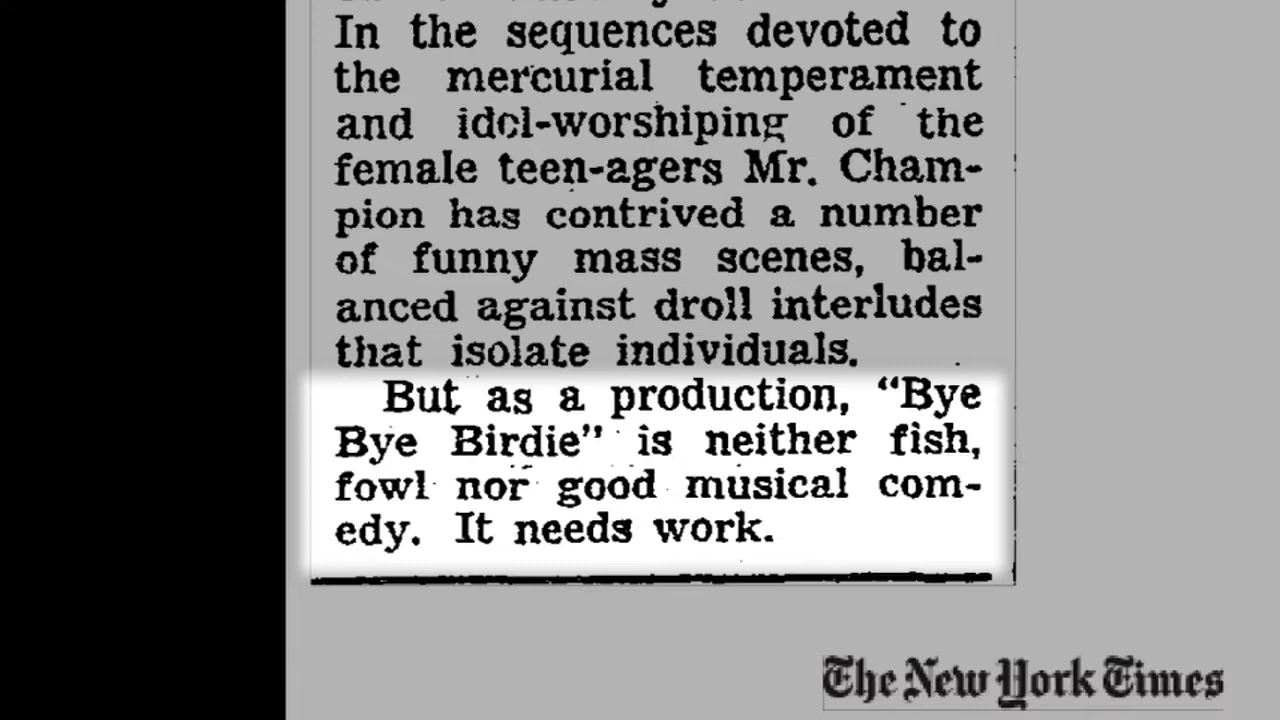 In the sequences devoted to
the mercurial temperament
and idol-worshiping of the
female teen-agers Mr. Cham-
pion has contrived a number
of funny mass scenes, bal-
anced against droll interludes
that isolate individuals.
But as a production, "Bye
Bye Birdie" is neither fish,
fowl nor good musical com-
edy. It needs work.
The New York Times